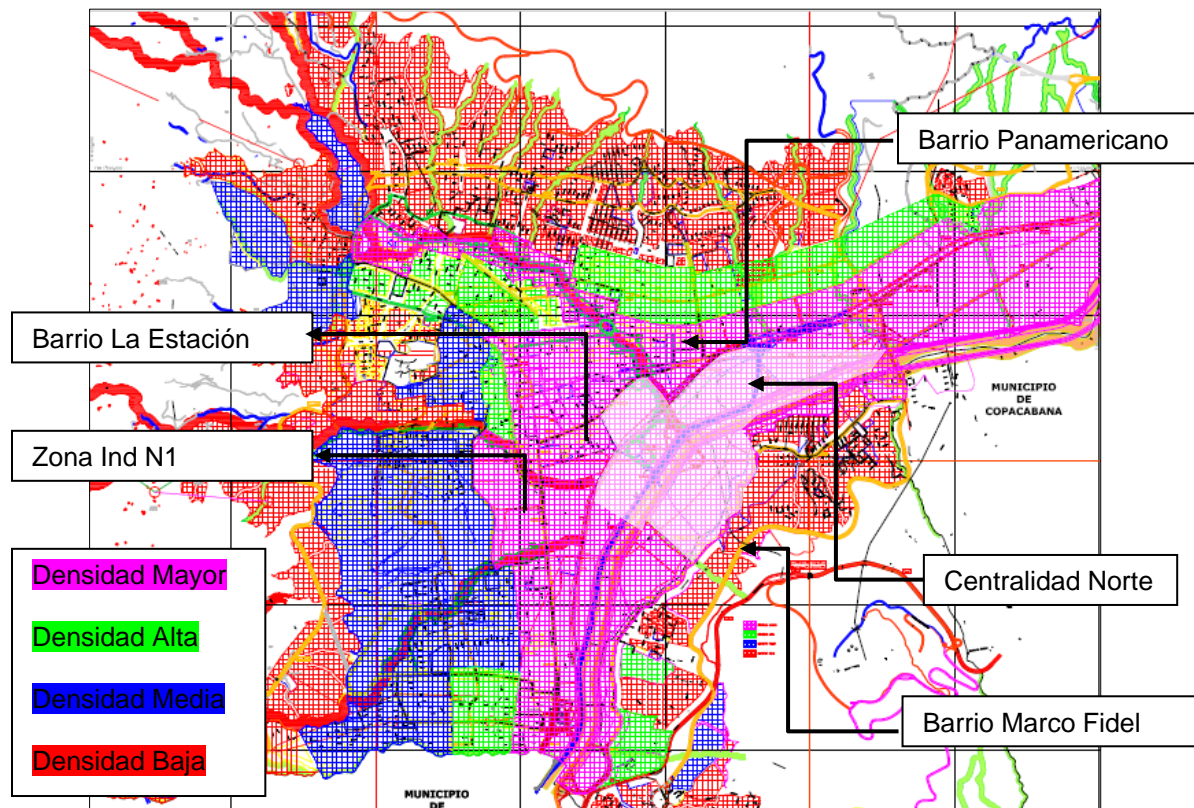 Barrio Panamericano
Barrio La Estación
MUNICIPIO
DE
COPACABANA
Zona Ind N1
Densidad Mayor
Densidad Alta
Densidad Media
Densidad Baja
Centralidad Norte
Barrio Marco Fidel
MUNICIPIO
DE